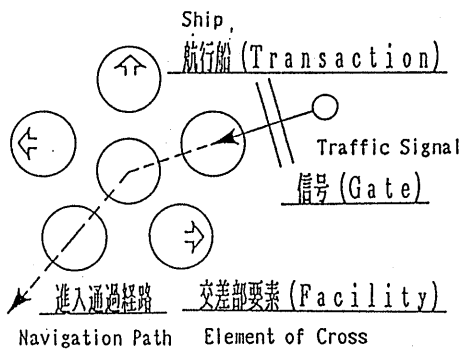 Ship,
航行船(Transaction)
Traffic Signal
信号(Gate)
進入通過経路
交差部要素(Facility)
Navigation Path
Element of Cross